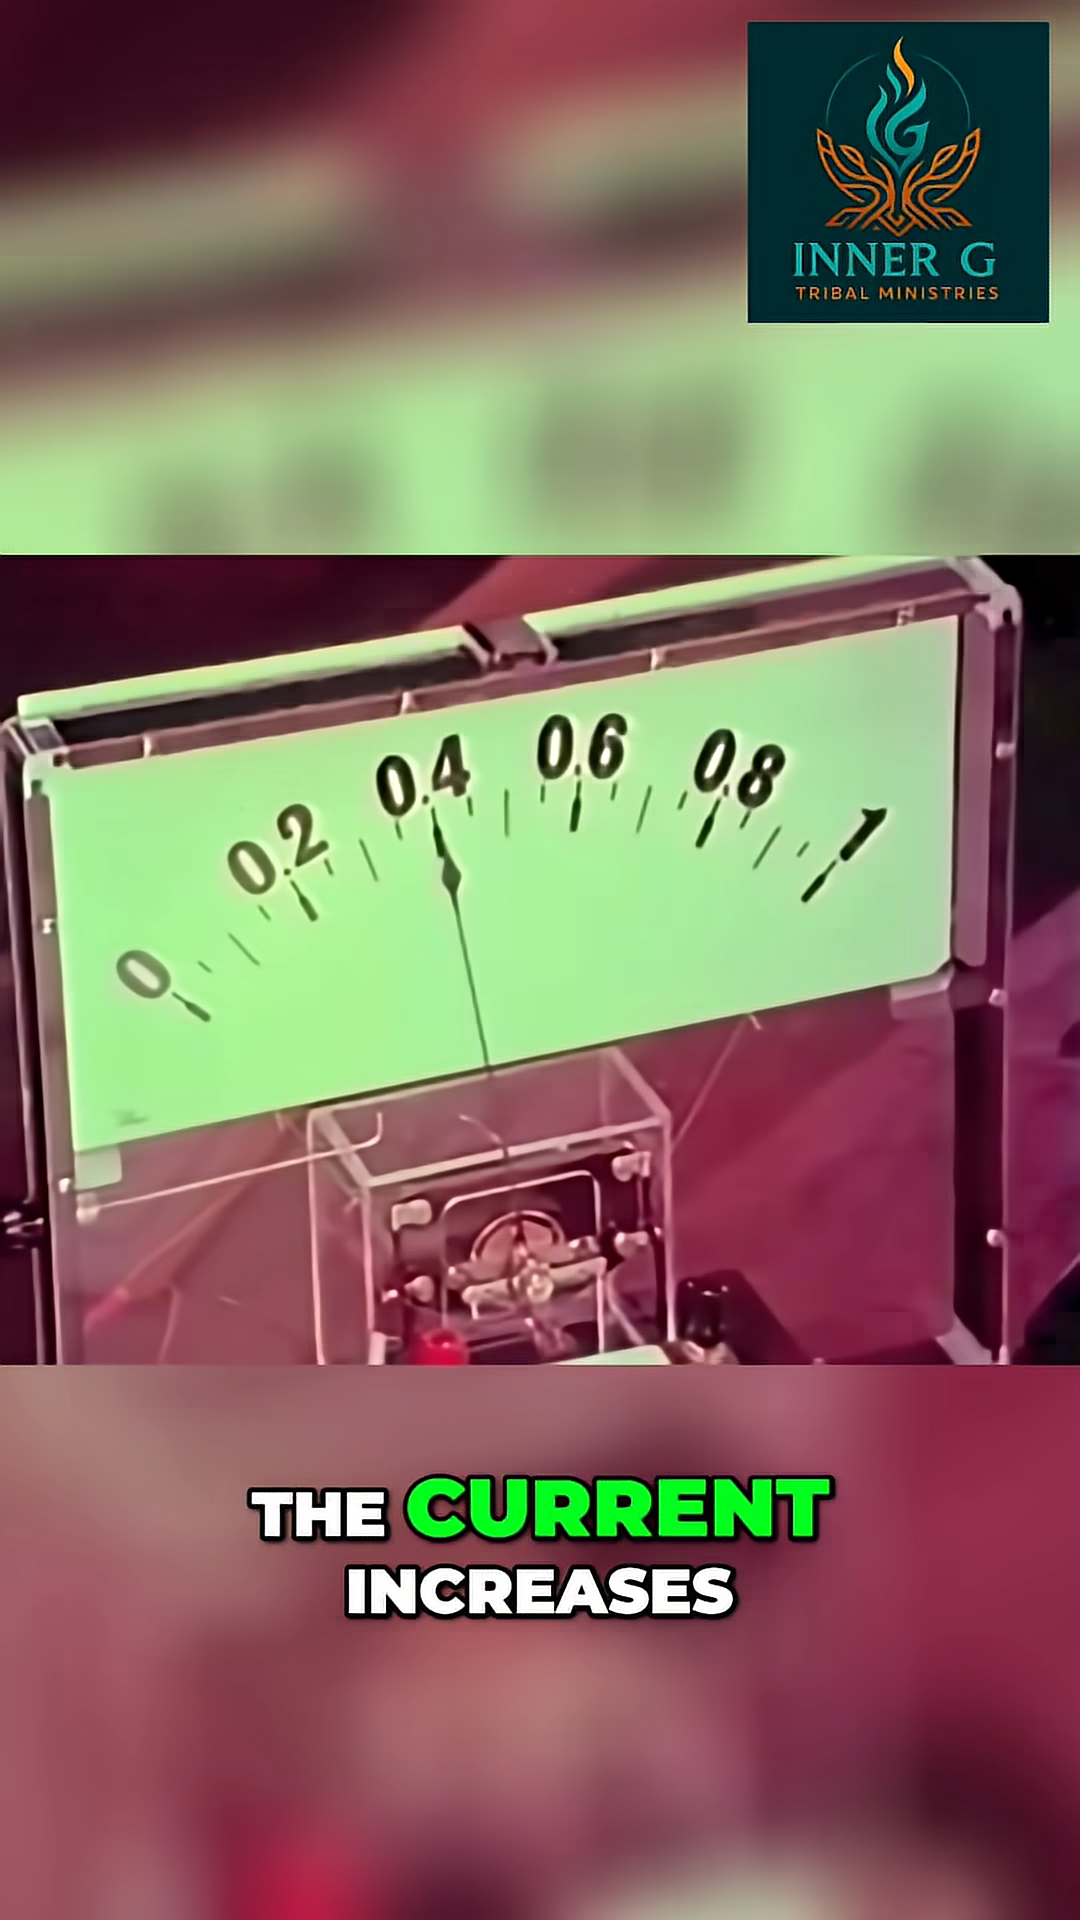 INNER G
TRIBAL MINISTRIES
0 0.2 0.4 0.6 0.8 1
THE CURRENT
INCREASES